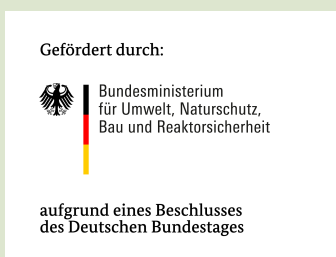 Gefördert durch:
Bundesministerium
für Umwelt, Naturschutz,
Bau und Reaktorsicherheit
aufgrund eines Beschlusses
des Deutschen Bundestages